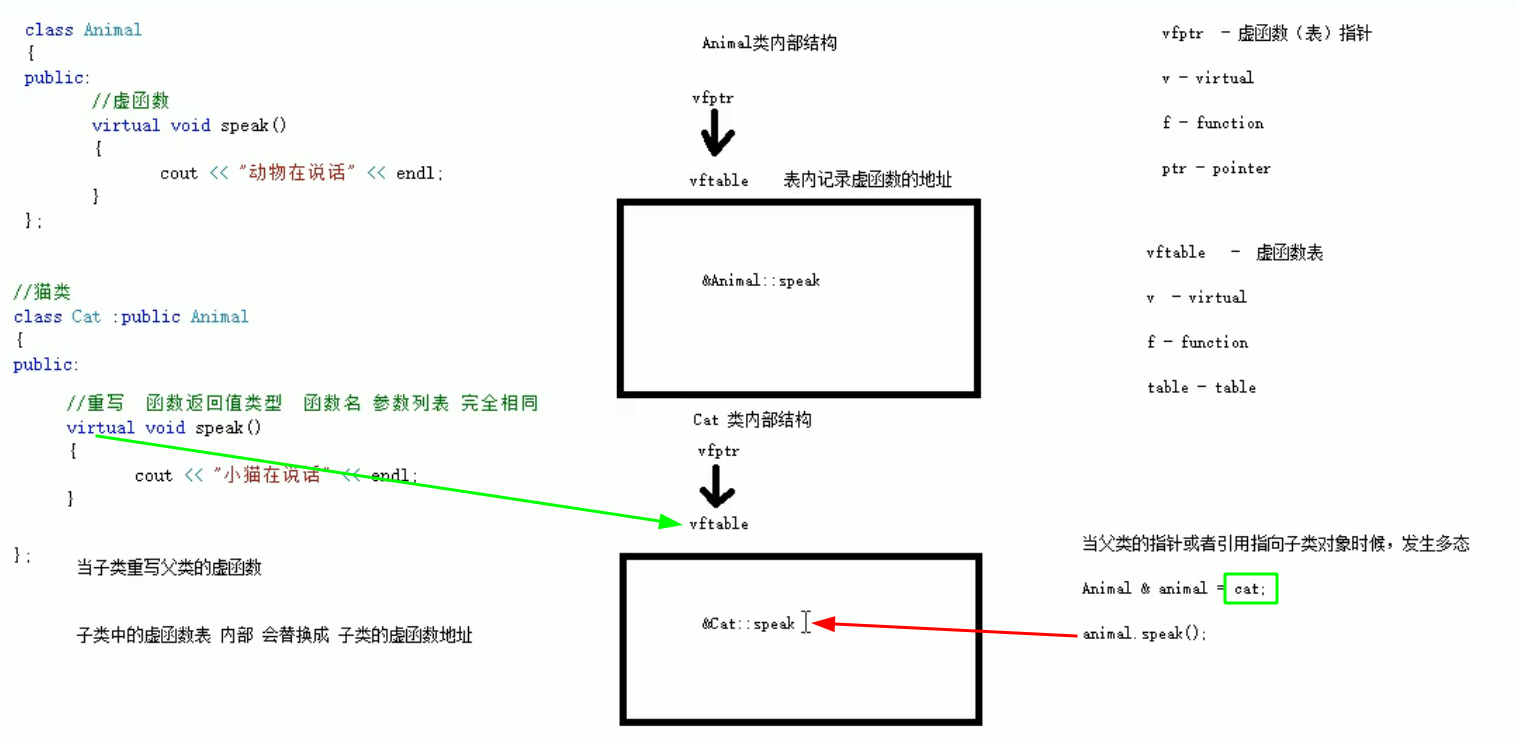 class Animal
{
public:
//虚函数
virtual void speak()
{
cout << "动物在说话" << endl;
}
};
//猫类
class Cat :public Animal
{
public:
//重写 函数返回值类型 函数名 参数列表 完全相同
virtual void speak()
{
cout << "小猫在说话" << endl;
}
};
当子类重写父类的虚函数
子类中的虚函数表 内部 会替换成 子类的虚函数地址
Animal类内部结构
vfptr
vftable 表内记录虚函数的地址
&Animal::speak
Cat 类内部结构
vfptr
vftable
&Cat::speak
vfptr - 虚函数（表）指针
v - virtual
f - function
ptr - pointer
vftable - 虚函数表
v - virtual
f - function
table - table
当父类的指针或者引用指向子类对象时候，发生多态
Animal & animal = cat;
animal.speak();